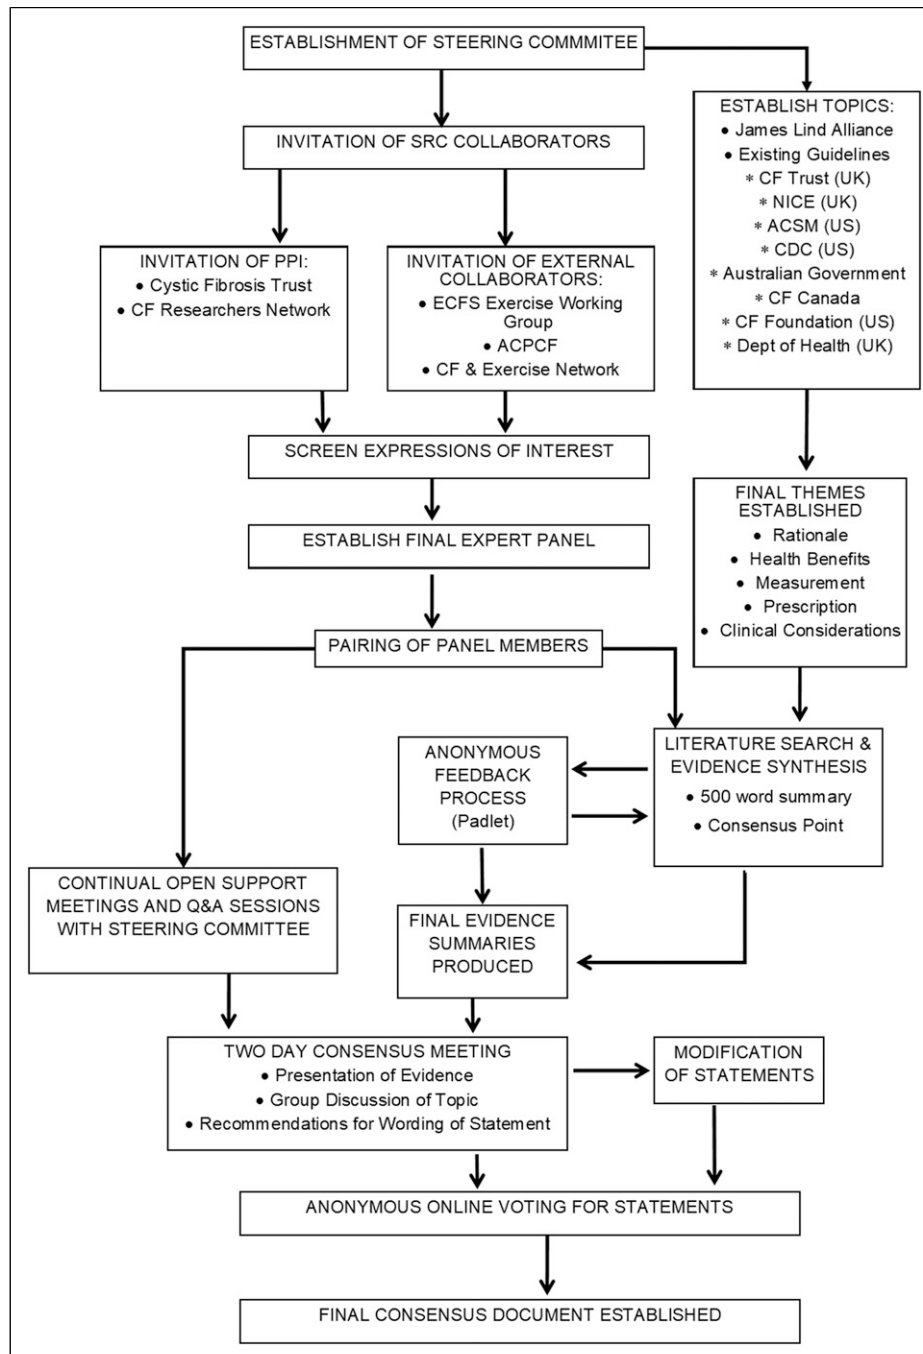 ESTABLISHMENT OF STEERING COMMMITEE
INVITATION OF SRC COLLABORATORS
ESTABLISH TOPICS:
• James Lind Alliance
• Existing Guidelines
* CF Trust (UK)
* NICE (UK)
* ACSM (US)
* CDC (US)
* Australian Government
• CF Canada
* CF Foundation (US)
* Dept of Health (UK)
INVITATION OF PPI:
• Cystic Fibrosis Trust
• CF Researchers Network
INVITATION OF EXTERNAL
COLLABORATORS:
• ECFS Exercise Working
Group
• ACPCF
• CF & Exercise Network
SCREEN EXPRESSIONS OF INTEREST
ESTABLISH FINAL EXPERT PANEL
FINAL THEMES
ESTABLISHED
• Rationale
• Health Benefits
• Measurement
• Prescription
• Clinical Considerations
PAIRING OF PANEL MEMBERS
ANONYMOUS
FEEDBACK
PROCESS
(Padlet)
LITERATURE SEARCH &
EVIDENCE SYNTHESIS
• 500 word summary
• Consensus Point
CONTINUAL OPEN SUPPORT
MEETINGS AND Q&A SESSIONS
WITH STEERING COMMITTEE
FINAL EVIDENCE
SUMMARIES
PRODUCED
TWO DAY CONSENSUS MEETING
• Presentation of Evidence
• Group Discussion of Topic
• Recommendations for Wording of Statement
MODIFICATION
OF STATEMENTS
ANONYMOUS ONLINE VOTING FOR STATEMENTS
FINAL CONSENSUS DOCUMENT ESTABLISHED